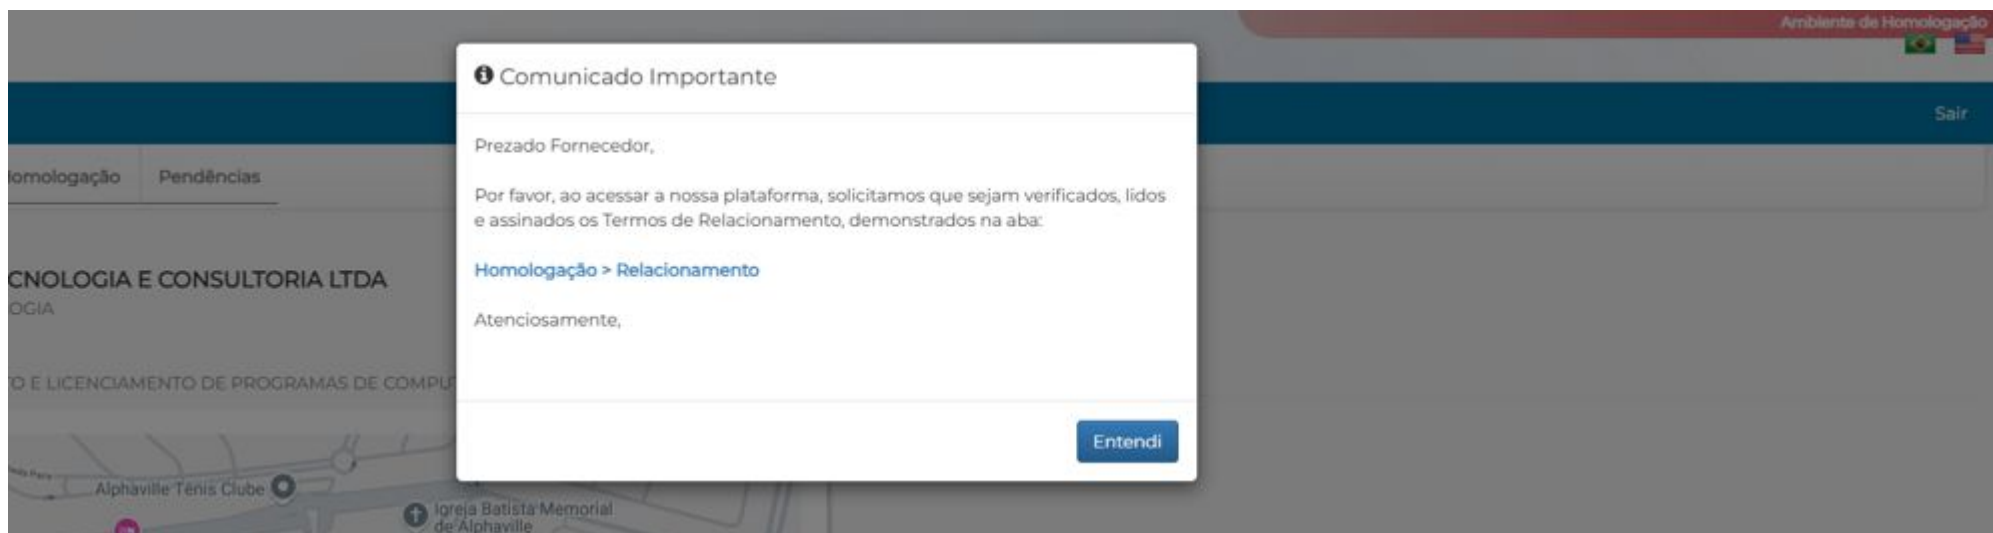 Ambiente de Homologação
Comunicado Importante
Sair
Prezado Fornecedor,
Pendências
Por favor, ao acessar a nossa plataforma, solicitamos que sejam verificados, lidos
e assinados os Termos de Relacionamento, demonstrados na aba:
Homologação > Relacionamento
CNOLOGIA E CONSULTORIA LTDA
OGIA
Atenciosamente,
O E LICENCIAMENTO DE PROGRAMAS DE COMPU
Entendi
Alphaville Tênis Clube
Igreja Batista Memorial
de Alphaville